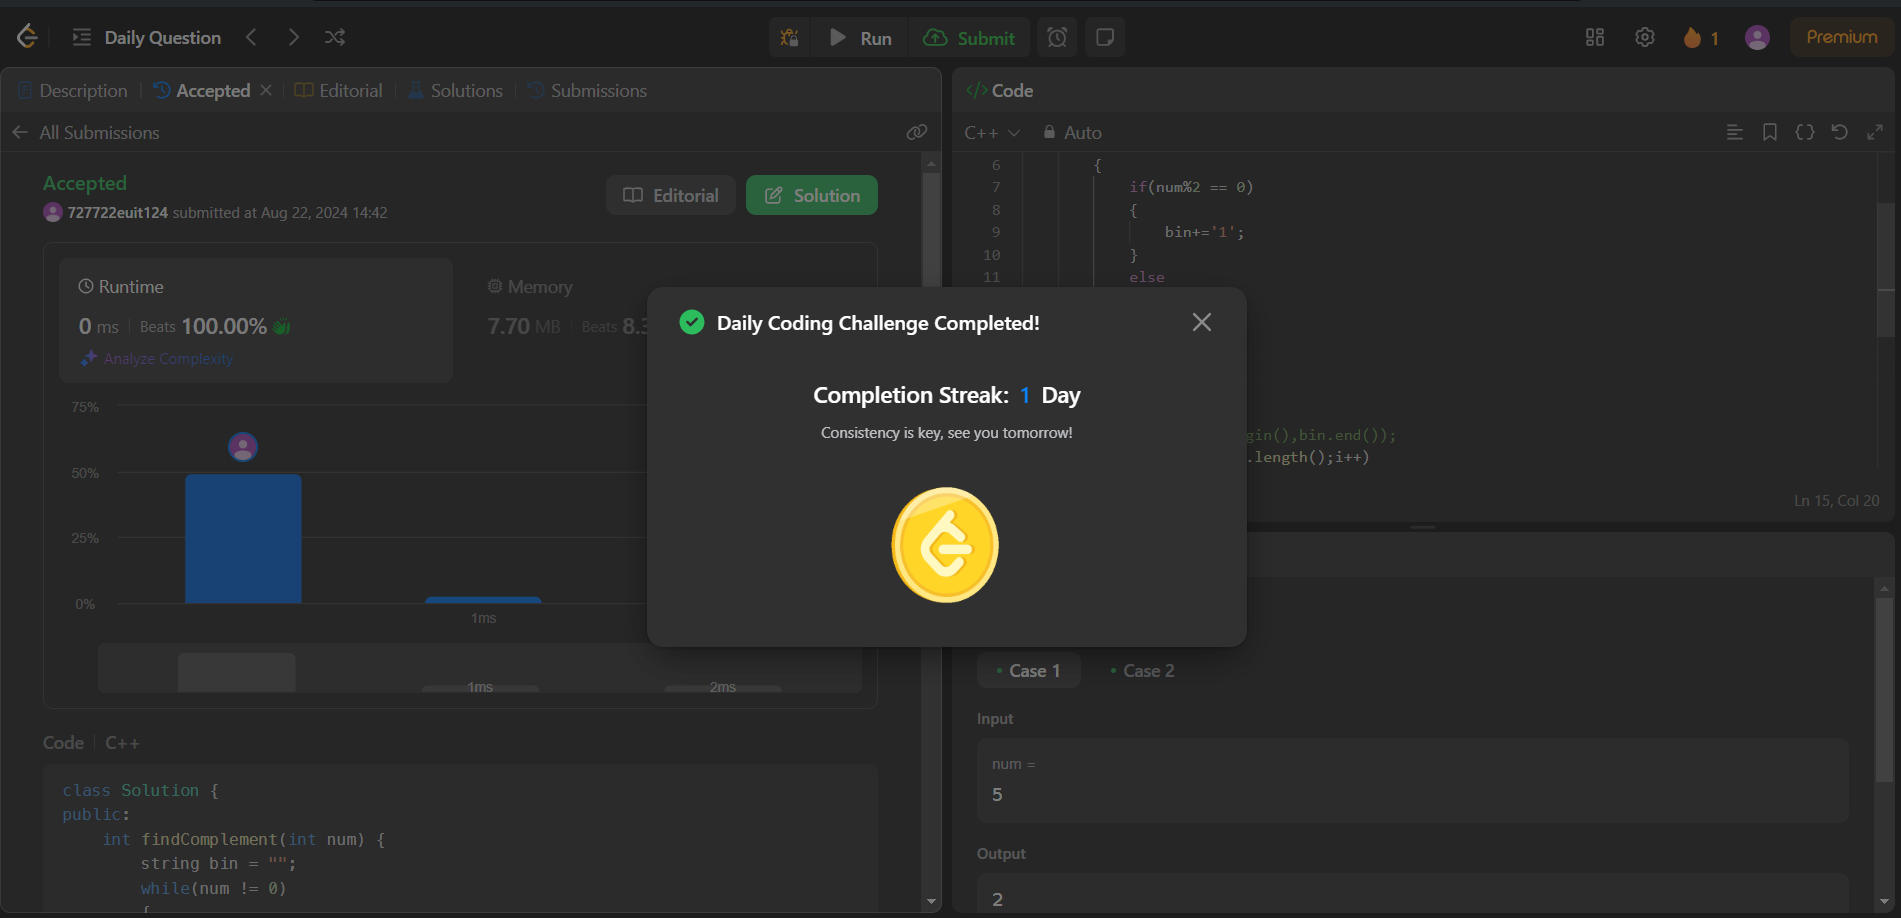 Daily Question
Run
Submit
1
Premium
Description
Accepted
Editorial
Solutions
Submissions
All Submissions
Accepted
727722euit124 submitted at Aug 22, 2024 14:42
Editorial
Solution
Runtime
0 ms | Beats 100.00%
Analyze Complexity
Memory
7.70 MB | Beats 8.3
75%
50%
25%
0%
1ms
1ms
2ms
Code | C++
class Solution {
public:
int findComplement(int num) {
string bin = "";
while(num != 0)
{
</> Code
C++
Auto
6 {
7 if(num%2 == 0)
8 {
9 bin+='1';
10 }
11 else
gin(),bin.end());
.length();i++)
Ln 15, Col 20
Daily Coding Challenge Completed!
Completion Streak: 1 Day
Consistency is key, see you tomorrow!
Case 1
Case 2
Input
num =
5
Output
2